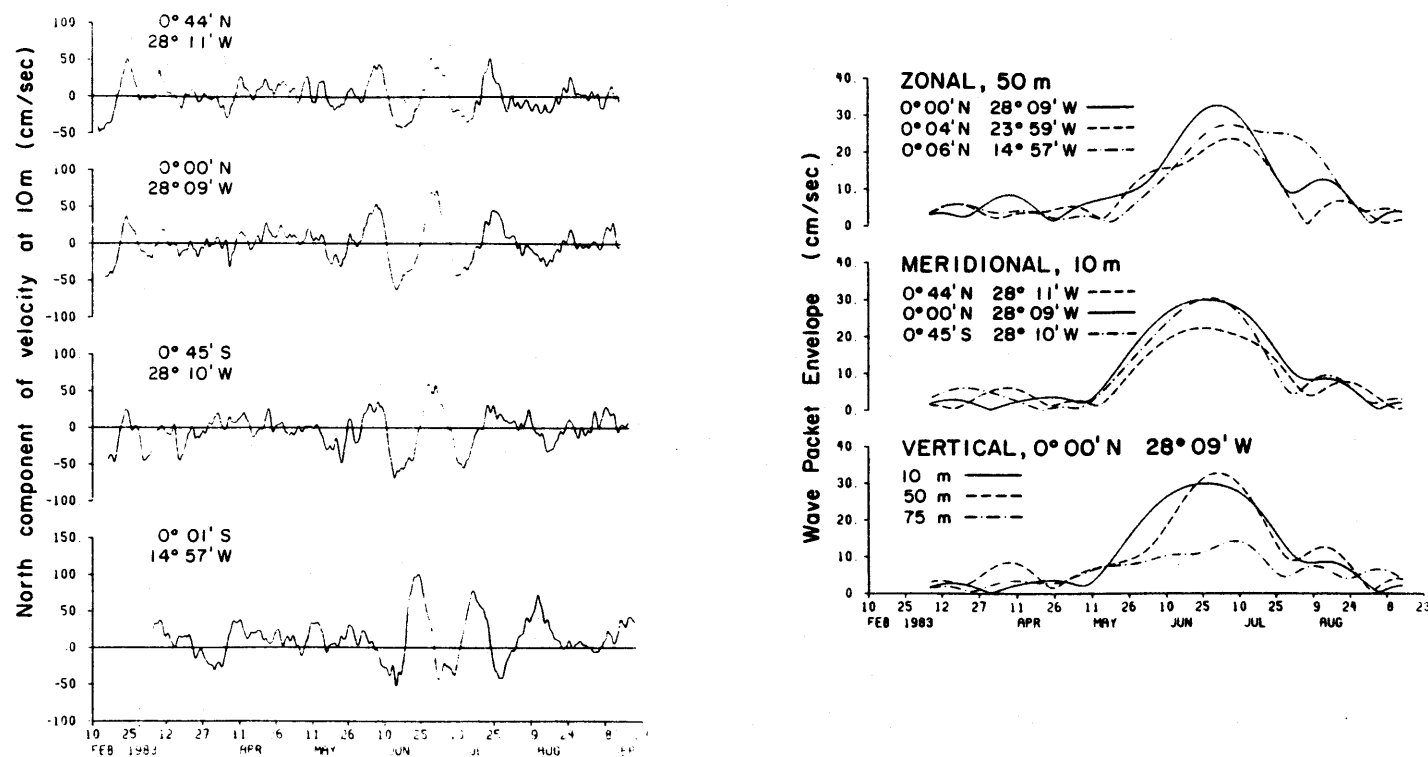 North component of velocity at 10m (cm/sec)
100
50
0
-50
0° 44' N
28° 11' W
100
50
0
-50
-100
0° 00' N
28° 09' W
100
50
0
-50
-100
0° 45' S
28° 10' W
150
100
50
.0
-50
-100
0° 01' S
14° 57' W
10 25 12 27 11 26 11 26 10 25 10 25 9 24 8
FEB 1983 APR MAY JUN AUG
Wave Packet Envelope (cm/sec)
40
30
20
10
0
ZONAL, 50 m
0°00'N 28°09'W
0°04'N 23°59'W
0°06'N 14°57'W
40
30
20
10
0
MERIDIONAL, 10 m
0°44'N 28° 11'W
0°00'N 28°09'W
0°45'S 28°10'W
40
30
20
10
0
VERTICAL, 0°00'N 28°09'W
10 m
50 m
75 m
10 25 12 27 11 26 11 26 10 25 10 25 9 24 8 23
FEB 1983 APR MAY JUN JUL AUG